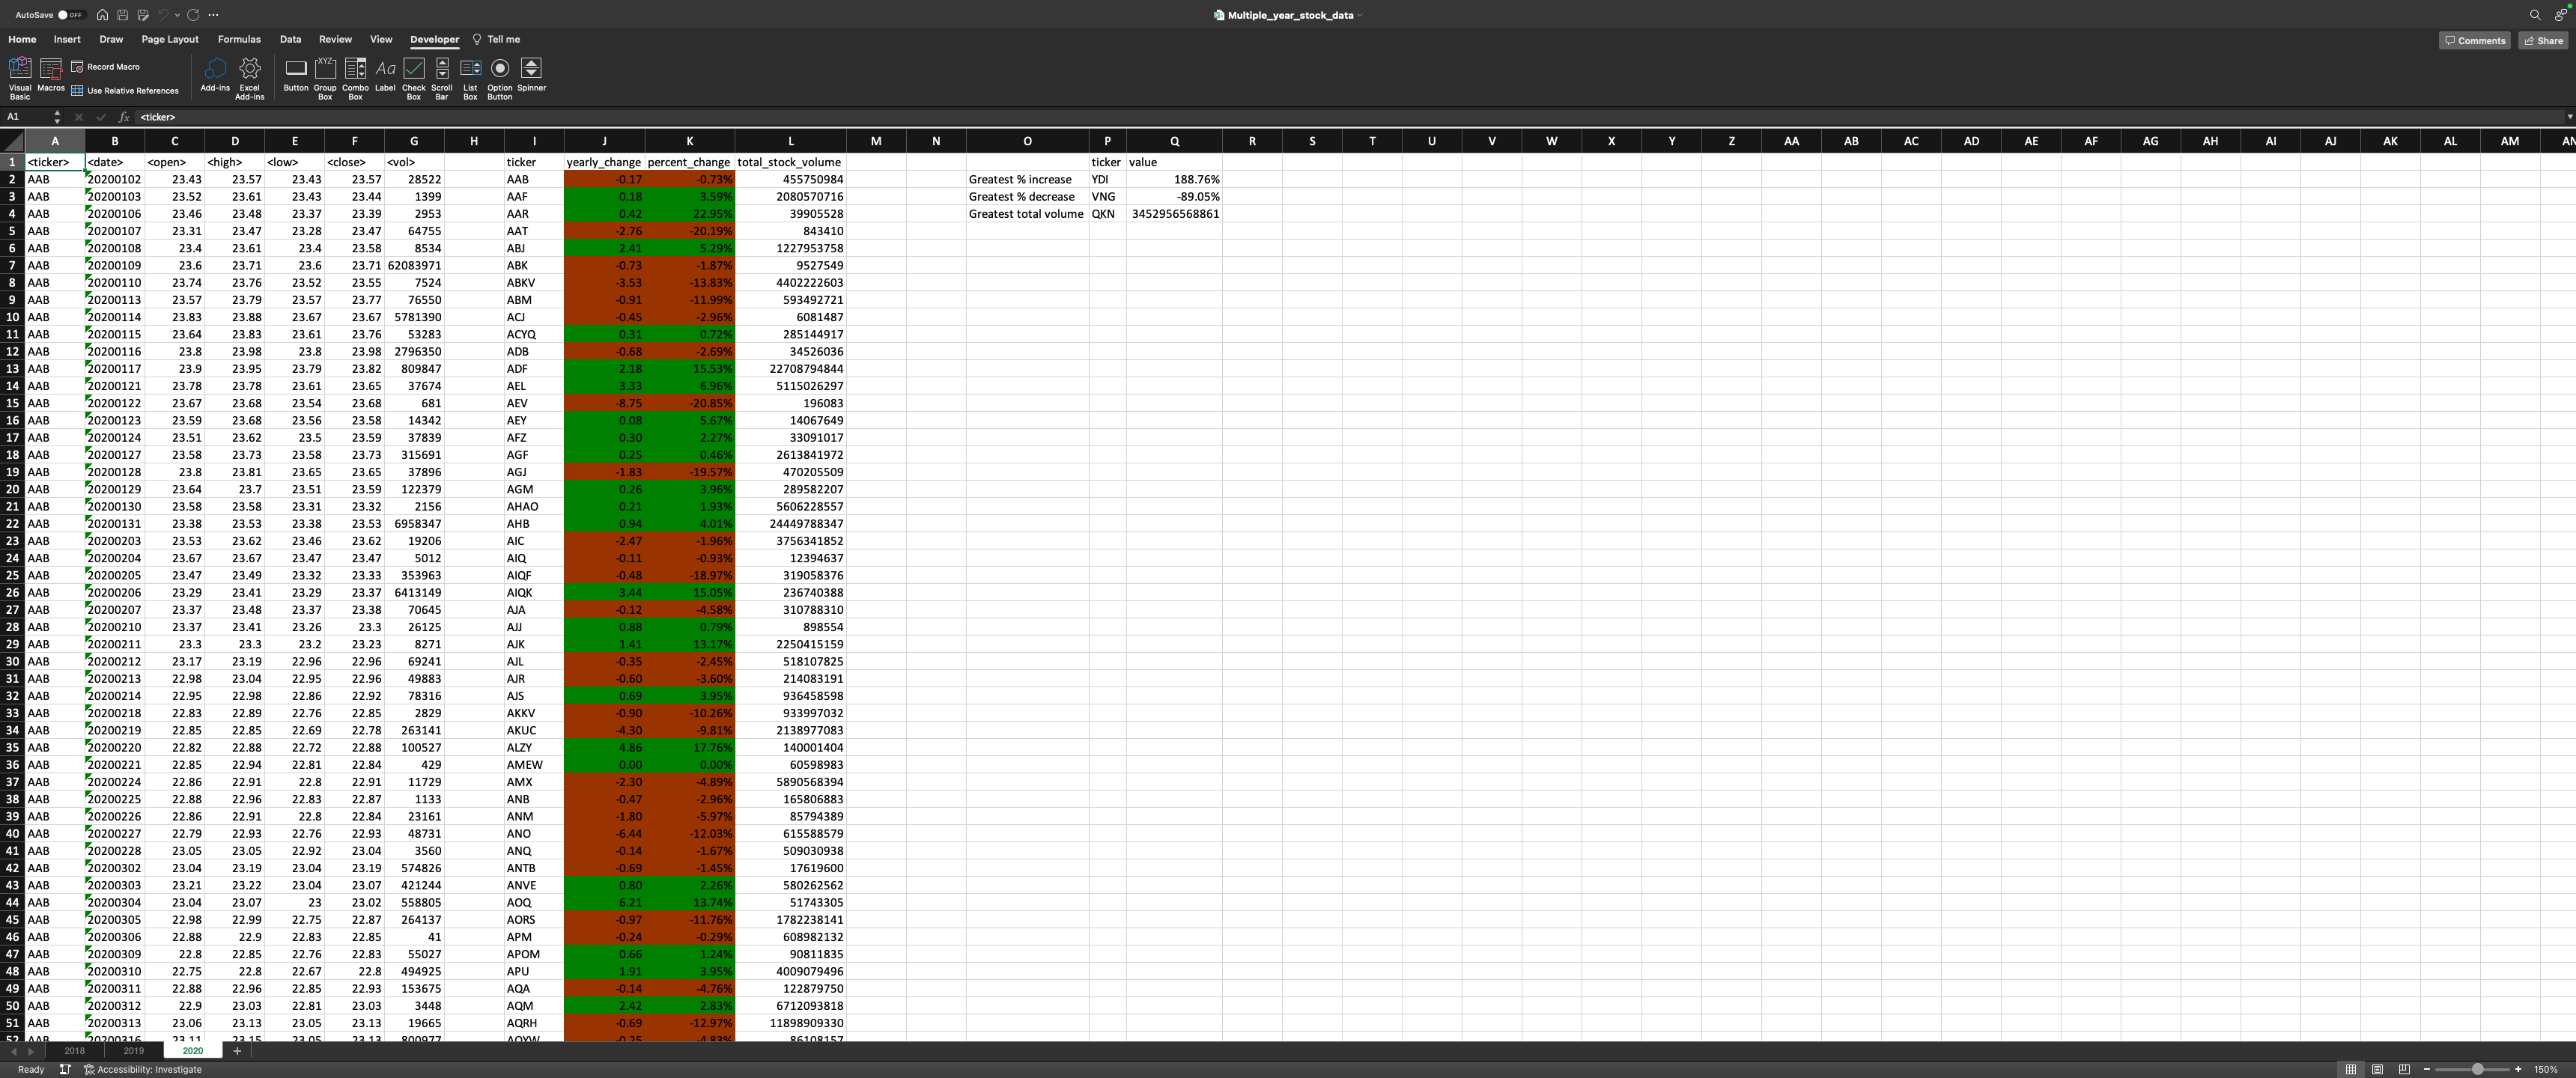 AutoSave OFF
Multiple_year_stock_data
Home Insert Draw Page Layout Formulas Data Review View Developer Tell me
Comments Share
Visual Basic Macros Record Macro Use Relative References Add-ins Excel Add-ins Button Group Box Combo Box Label Check Box Scroll Bar List Box Option Button Spinner
A1 fx <ticker>
A B C D E F G H I J K L M N O P Q R S T U V W X Y Z AA AB AC AD AE AF AG AH AI AJ AK AL AM AN
1 <ticker> <date> <open> <high> <low> <close> <vol> ticker yearly_change percent_change total_stock_volume ticker value
2 AAB 20200102 23.43 23.57 23.43 23.57 28522 AAB -0.17 -0.73% 455750984 Greatest % increase YDI 188.76%
3 AAB 20200103 23.52 23.61 23.43 23.44 1399 AAF 0.18 3.59% 2080570716 Greatest % decrease VNG -89.05%
4 AAB 20200106 23.46 23.48 23.37 23.39 2953 AAR 0.42 22.95% 39905528 Greatest total volume QKN 3452956568861
5 AAB 20200107 23.31 23.47 23.28 23.47 64755 AAT -2.76 -20.19% 843410
6 AAB 20200108 23.4 23.61 23.4 23.58 8534 ABJ 2.41 5.29% 1227953758
7 AAB 20200109 23.6 23.71 23.6 23.71 62083971 ABK -0.73 -1.87% 9527549
8 AAB 20200110 23.74 23.76 23.52 23.55 7524 ABKV -3.53 -13.83% 4402222603
9 AAB 20200113 23.57 23.79 23.57 23.77 76550 ABM -0.91 -11.99% 593492721
10 AAB 20200114 23.83 23.88 23.67 23.67 5781390 ACJ -0.45 -2.96% 6081487
11 AAB 20200115 23.64 23.83 23.61 23.76 53283 ACYQ 0.31 0.72% 285144917
12 AAB 20200116 23.8 23.98 23.8 23.98 2796350 ADB -0.68 -2.69% 34526036
13 AAB 20200117 23.9 23.95 23.79 23.82 809847 ADF 2.18 15.53% 22708794844
14 AAB 20200121 23.78 23.78 23.61 23.65 37674 AEL 3.33 6.96% 5115026297
15 AAB 20200122 23.67 23.68 23.54 23.68 681 AEV -8.75 -20.85% 196083
16 AAB 20200123 23.59 23.68 23.56 23.58 14342 AEY 0.08 5.67% 14067649
17 AAB 20200124 23.51 23.62 23.5 23.59 37839 AFZ 0.30 2.27% 33091017
18 AAB 20200127 23.58 23.73 23.58 23.73 315691 AGF 0.25 0.46% 2613841972
19 AAB 20200128 23.8 23.81 23.65 23.65 37896 AGJ -1.83 -19.57% 470205509
20 AAB 20200129 23.64 23.7 23.51 23.59 122379 AGM 0.26 3.96% 289582207
21 AAB 20200130 23.58 23.58 23.31 23.32 2156 AHAO 0.21 1.93% 5606228557
22 AAB 20200131 23.38 23.53 23.38 23.53 6958347 AHB 0.94 4.01% 24449788347
23 AAB 20200203 23.53 23.62 23.46 23.62 19206 AIC -2.47 -1.96% 3756341852
24 AAB 20200204 23.67 23.67 23.47 23.47 5012 AIQ -0.11 -0.93% 12394637
25 AAB 20200205 23.47 23.49 23.32 23.33 353963 AIQF -0.48 -18.97% 319058376
26 AAB 20200206 23.29 23.41 23.29 23.37 6413149 AIQK 3.44 15.05% 236740388
27 AAB 20200207 23.37 23.48 23.37 23.38 70645 AJA -0.12 -4.58% 310788310
28 AAB 20200210 23.37 23.41 23.26 23.3 26125 AJJ 0.88 0.79% 898554
29 AAB 20200211 23.3 23.3 23.2 23.23 8271 AJK 1.41 13.17% 2250415159
30 AAB 20200212 23.17 23.19 22.96 22.96 69241 AJL -0.35 -2.45% 518107825
31 AAB 20200213 22.98 23.04 22.95 22.96 49883 AJR -0.60 -3.60% 214083191
32 AAB 20200214 22.95 22.98 22.86 22.92 78316 AJS 0.69 3.95% 936458598
33 AAB 20200218 22.83 22.89 22.76 22.85 2829 AKKV -0.90 -10.26% 933997032
34 AAB 20200219 22.85 22.85 22.69 22.78 263141 AKUC -4.30 -9.81% 2138977083
35 AAB 20200220 22.82 22.88 22.72 22.88 100527 ALZY 4.86 17.76% 140001404
36 AAB 20200221 22.85 22.94 22.81 22.84 429 AMEW 0.00 0.00% 60598983
37 AAB 20200224 22.86 22.91 22.8 22.91 11729 AMX -2.30 -4.89% 5890568394
38 AAB 20200225 22.88 22.96 22.83 22.87 1133 ANB -0.47 -2.96% 165806883
39 AAB 20200226 22.86 22.91 22.8 22.84 23161 ANM -1.80 -5.97% 85794389
40 AAB 20200227 22.79 22.93 22.76 22.93 48731 ANO -6.44 -12.03% 615588579
41 AAB 20200228 23.05 23.05 22.92 23.04 3560 ANQ -0.14 -1.67% 509030938
42 AAB 20200302 23.04 23.19 23.04 23.19 574826 ANTB -0.69 -1.45% 17619600
43 AAB 20200303 23.21 23.22 23.04 23.07 421244 ANVE 0.80 2.26% 580262562
44 AAB 20200304 23.04 23.07 23 23.02 558805 AOQ 6.21 13.74% 51743305
45 AAB 20200305 22.98 22.99 22.75 22.87 264137 AORS -0.97 -11.76% 1782238141
46 AAB 20200306 22.88 22.9 22.83 22.85 41 APM -0.24 -0.29% 608982132
47 AAB 20200309 22.8 22.85 22.76 22.83 55027 APOM 0.66 1.24% 90811835
48 AAB 20200310 22.75 22.8 22.67 22.8 494925 APU 1.91 3.95% 4009079496
49 AAB 20200311 22.88 22.96 22.85 22.93 153675 AQA -0.14 -4.76% 122879750
50 AAB 20200312 22.9 23.03 22.81 23.03 3448 AQM 2.42 2.83% 6712093818
51 AAB 20200313 23.06 23.13 23.05 23.13 19665 AQRH -0.69 -12.97% 11898909330
52 AAB 20200316 23.11 23.15 23.05 23.13 800977 AQYW -0.25 -4.83% 86108157
2018 2019 2020 +
Ready Accessibility: Investigate 150%